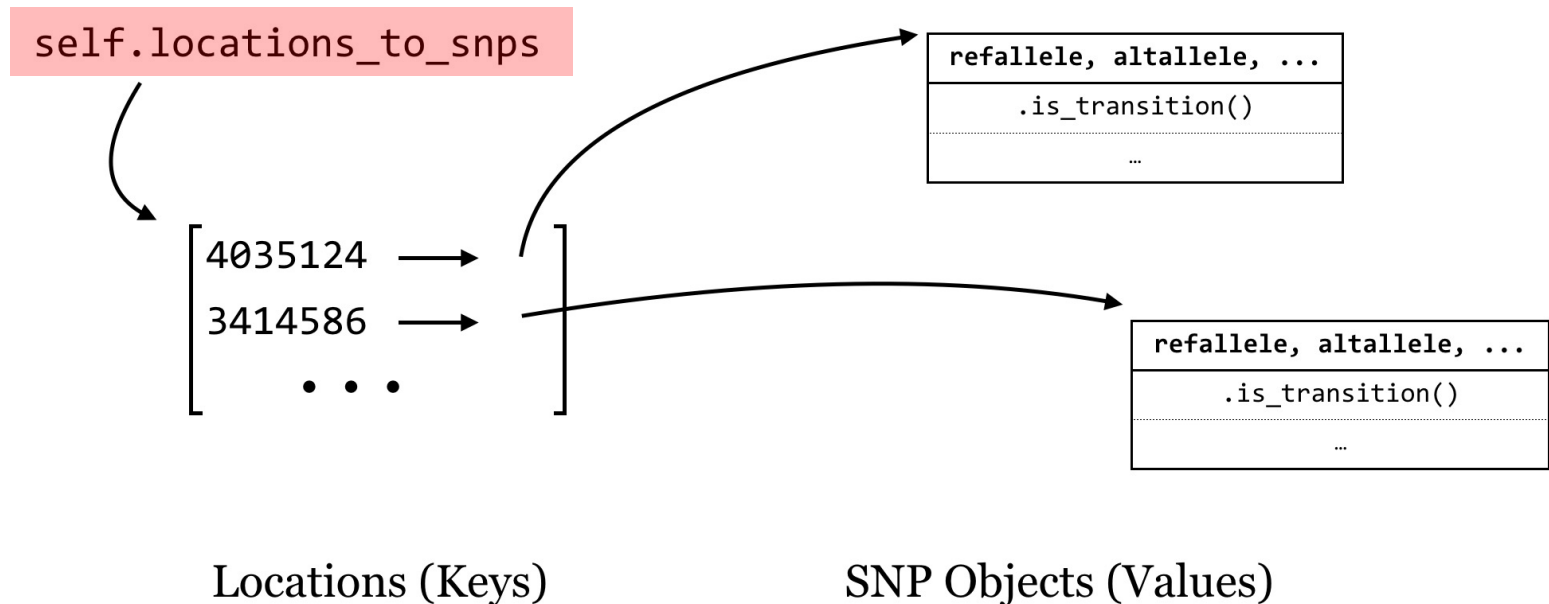 self.locations_to_snps
refallele, altallele, ...
.is_transition()
…
4035124
3414586
. . .
refallele, altallele, ...
.is_transition()
…
Locations (Keys)
SNP Objects (Values)